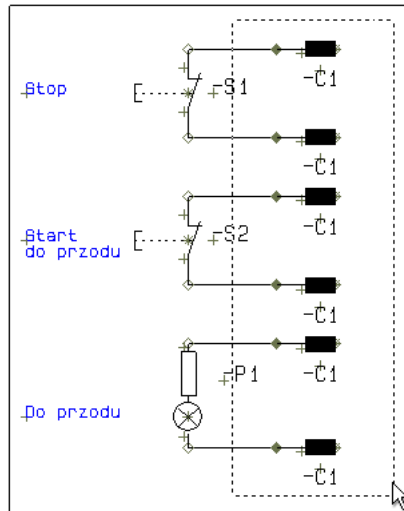 -C1
Stop
-S1
-C1
-C1
Start
do przodu
-S2
-C1
-C1
-P1
Do przodu
-C1